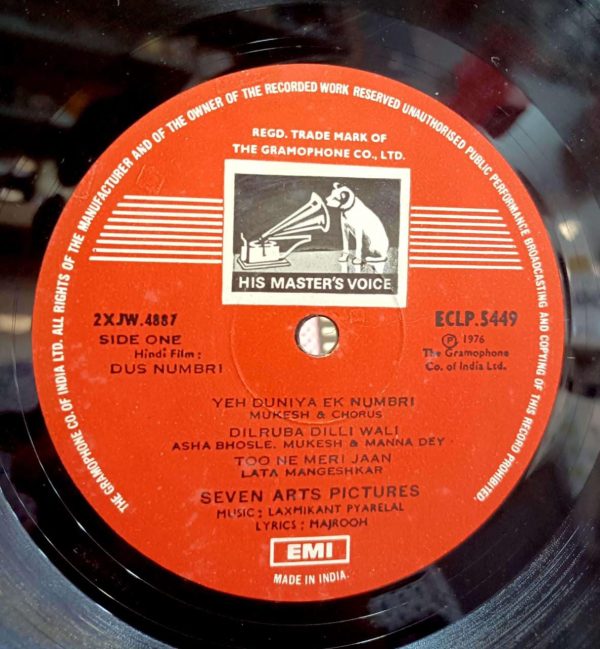 THE GRAMOPHONE CO. OF INDIA LTD. ALL RIGHTS OF THE MANUFACTURER AND OF THE OWNER OF THE RECORDED WORK RESERVED UNAUTHORISED PUBLIC PERFORMANCE BROADCASTING AND COPYING OF THIS RECORD PROHIBITED.
REGD. TRADE MARK OF
THE GRAMOPHONE CO., LTD.
HIS MASTER'S VOICE
2XJW.4887
ECLP.5449
SIDE ONE
Ⓟ 1976
Hindi Film:
The Gramophone
DUS NUMBRI
Co. of India Ltd.
YEH DUNIYA EK NUMBRI
MUKESH & CHORUS
DILRUBA DILLI WALI
ASHA BHOSLE, MUKESH & MANNA DEY
TOO NE MERI JAAN
LATA MANGESHKAR
SEVEN ARTS PICTURES
MUSIC: LAXMIKANT PYARELAL
LYRICS: MAJROOH
EMI
MADE IN INDIA.